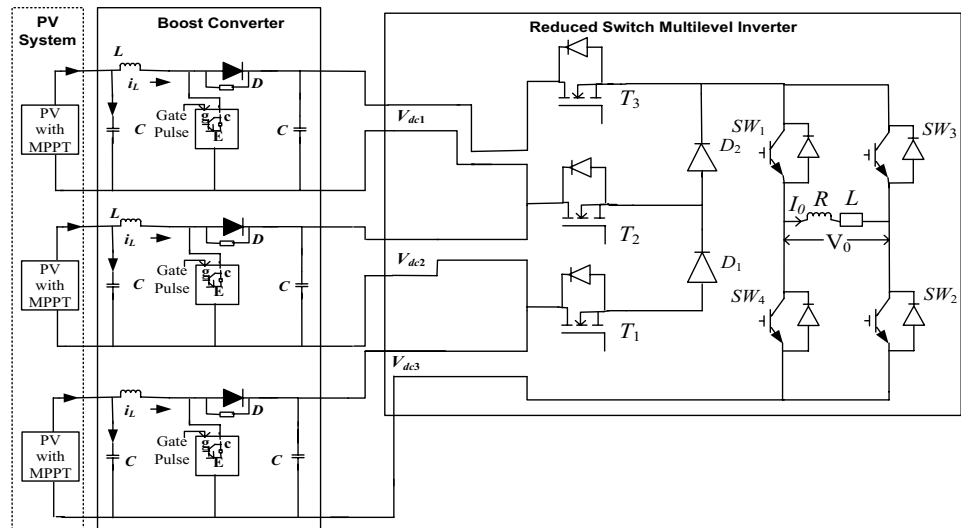 PV
System
Boost Converter
Reduced Switch Multilevel Inverter
L
i_L
D
PV
with
MPPT
C
Gate
Pulse
g
c
E
C
V_dc1
T_3
D_2
SW_1
SW_3
L
i_L
D
PV
with
MPPT
C
Gate
Pulse
g
c
E
C
V_dc2
T_2
D_1
I_0
R
L
V_0
SW_4
SW_2
T_1
V_dc3
L
i_L
D
PV
with
MPPT
C
Gate
Pulse
g
c
E
C